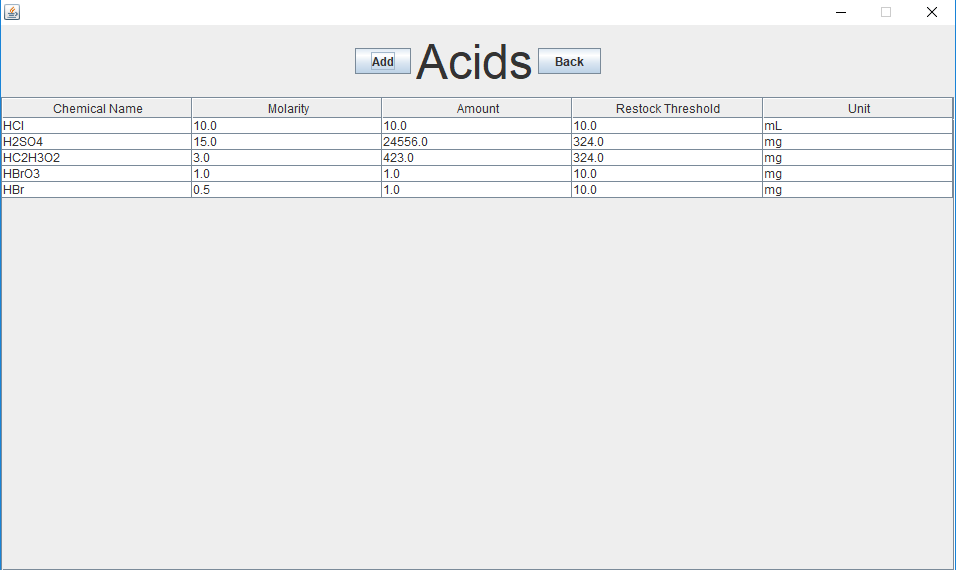 Add Acids Back
Chemical Name Molarity Amount Restock Threshold Unit
HCl 10.0 10.0 10.0 mL
H2SO4 15.0 24556.0 324.0 mg
HC2H3O2 3.0 423.0 324.0 mg
HBrO3 1.0 1.0 10.0 mg
HBr 0.5 1.0 10.0 mg